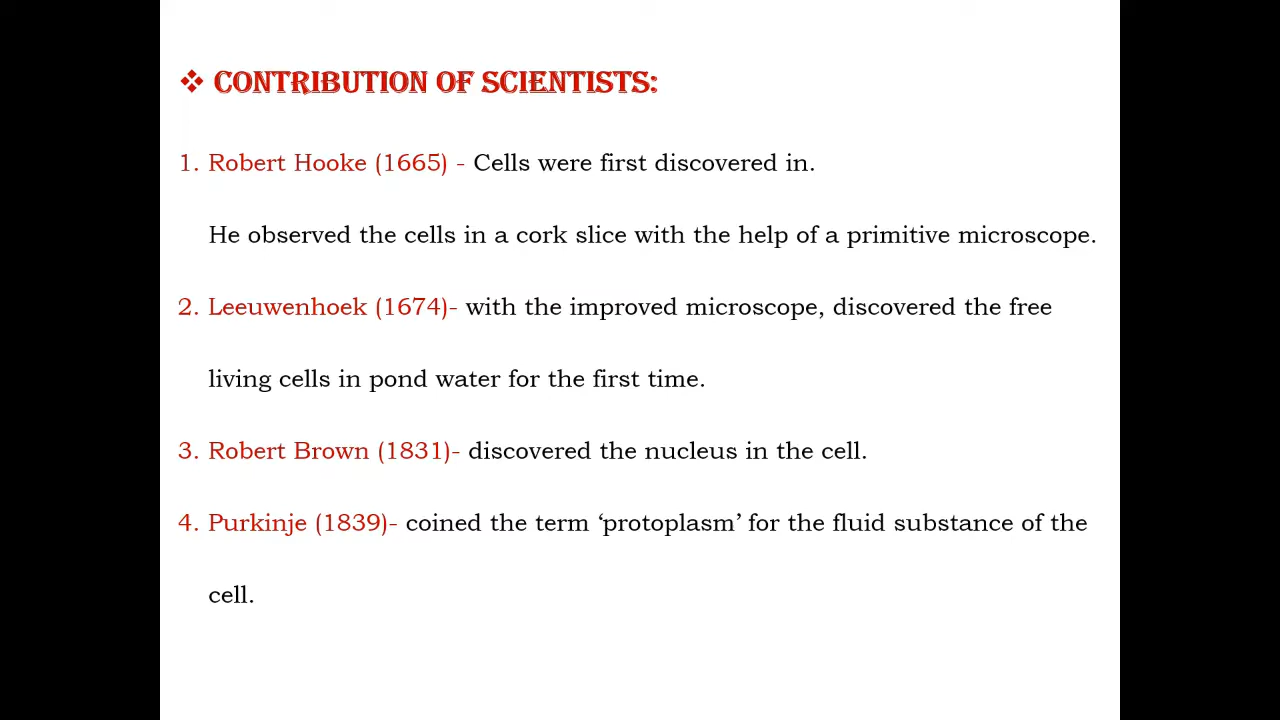 ❖ CONTRIBUTION OF SCIENTISTS:
1. Robert Hooke (1665) - Cells were first discovered in.
He observed the cells in a cork slice with the help of a primitive microscope.
2. Leeuwenhoek (1674)- with the improved microscope, discovered the free
living cells in pond water for the first time.
3. Robert Brown (1831)- discovered the nucleus in the cell.
4. Purkinje (1839)- coined the term ‘protoplasm’ for the fluid substance of the
cell.